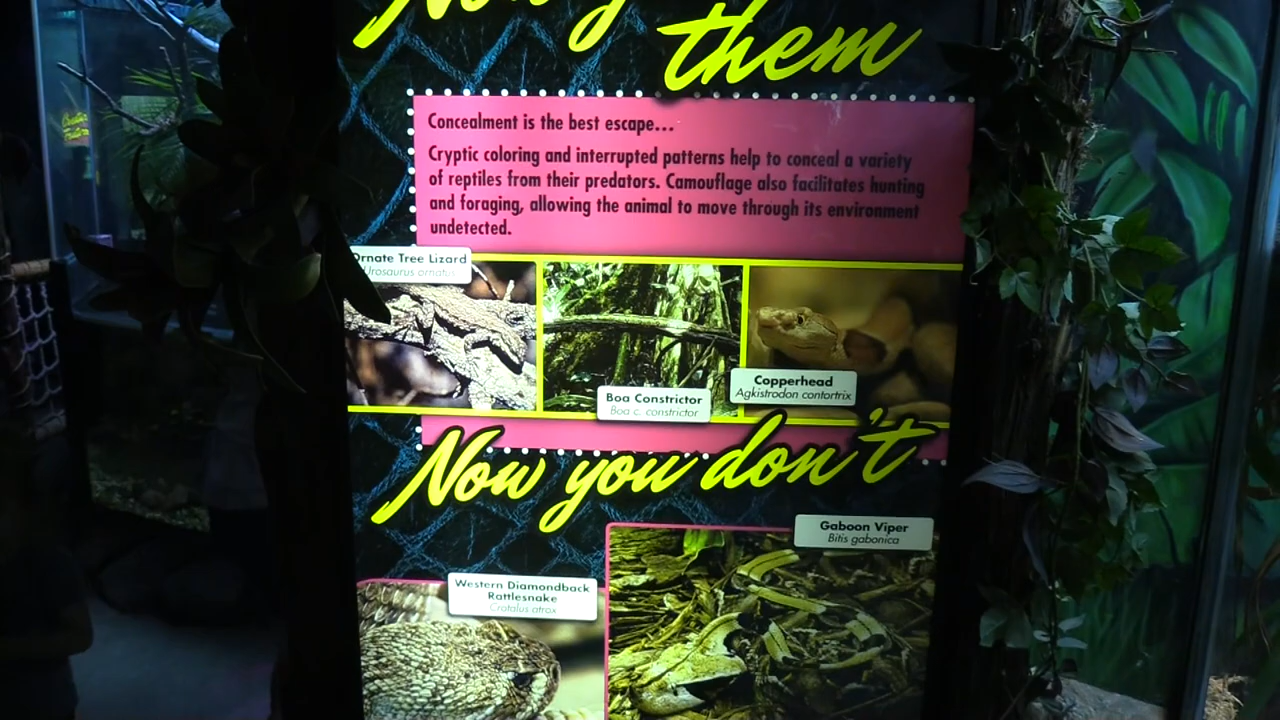 Now y
them
Concealment is the best escape...
Cryptic coloring and interrupted patterns help to conceal a variety
of reptiles from their predators. Camouflage also facilitates hunting
and foraging, allowing the animal to move through its environment
undetected.
Ornate Tree Lizard
Urosaurus ornatus
Boa Constrictor
Boa c. constrictor
Copperhead
Agkistrodon contortrix
Now you don't
Gaboon Viper
Bitis gabonica
Western Diamondback
Rattlesnake
Crotalus atrox